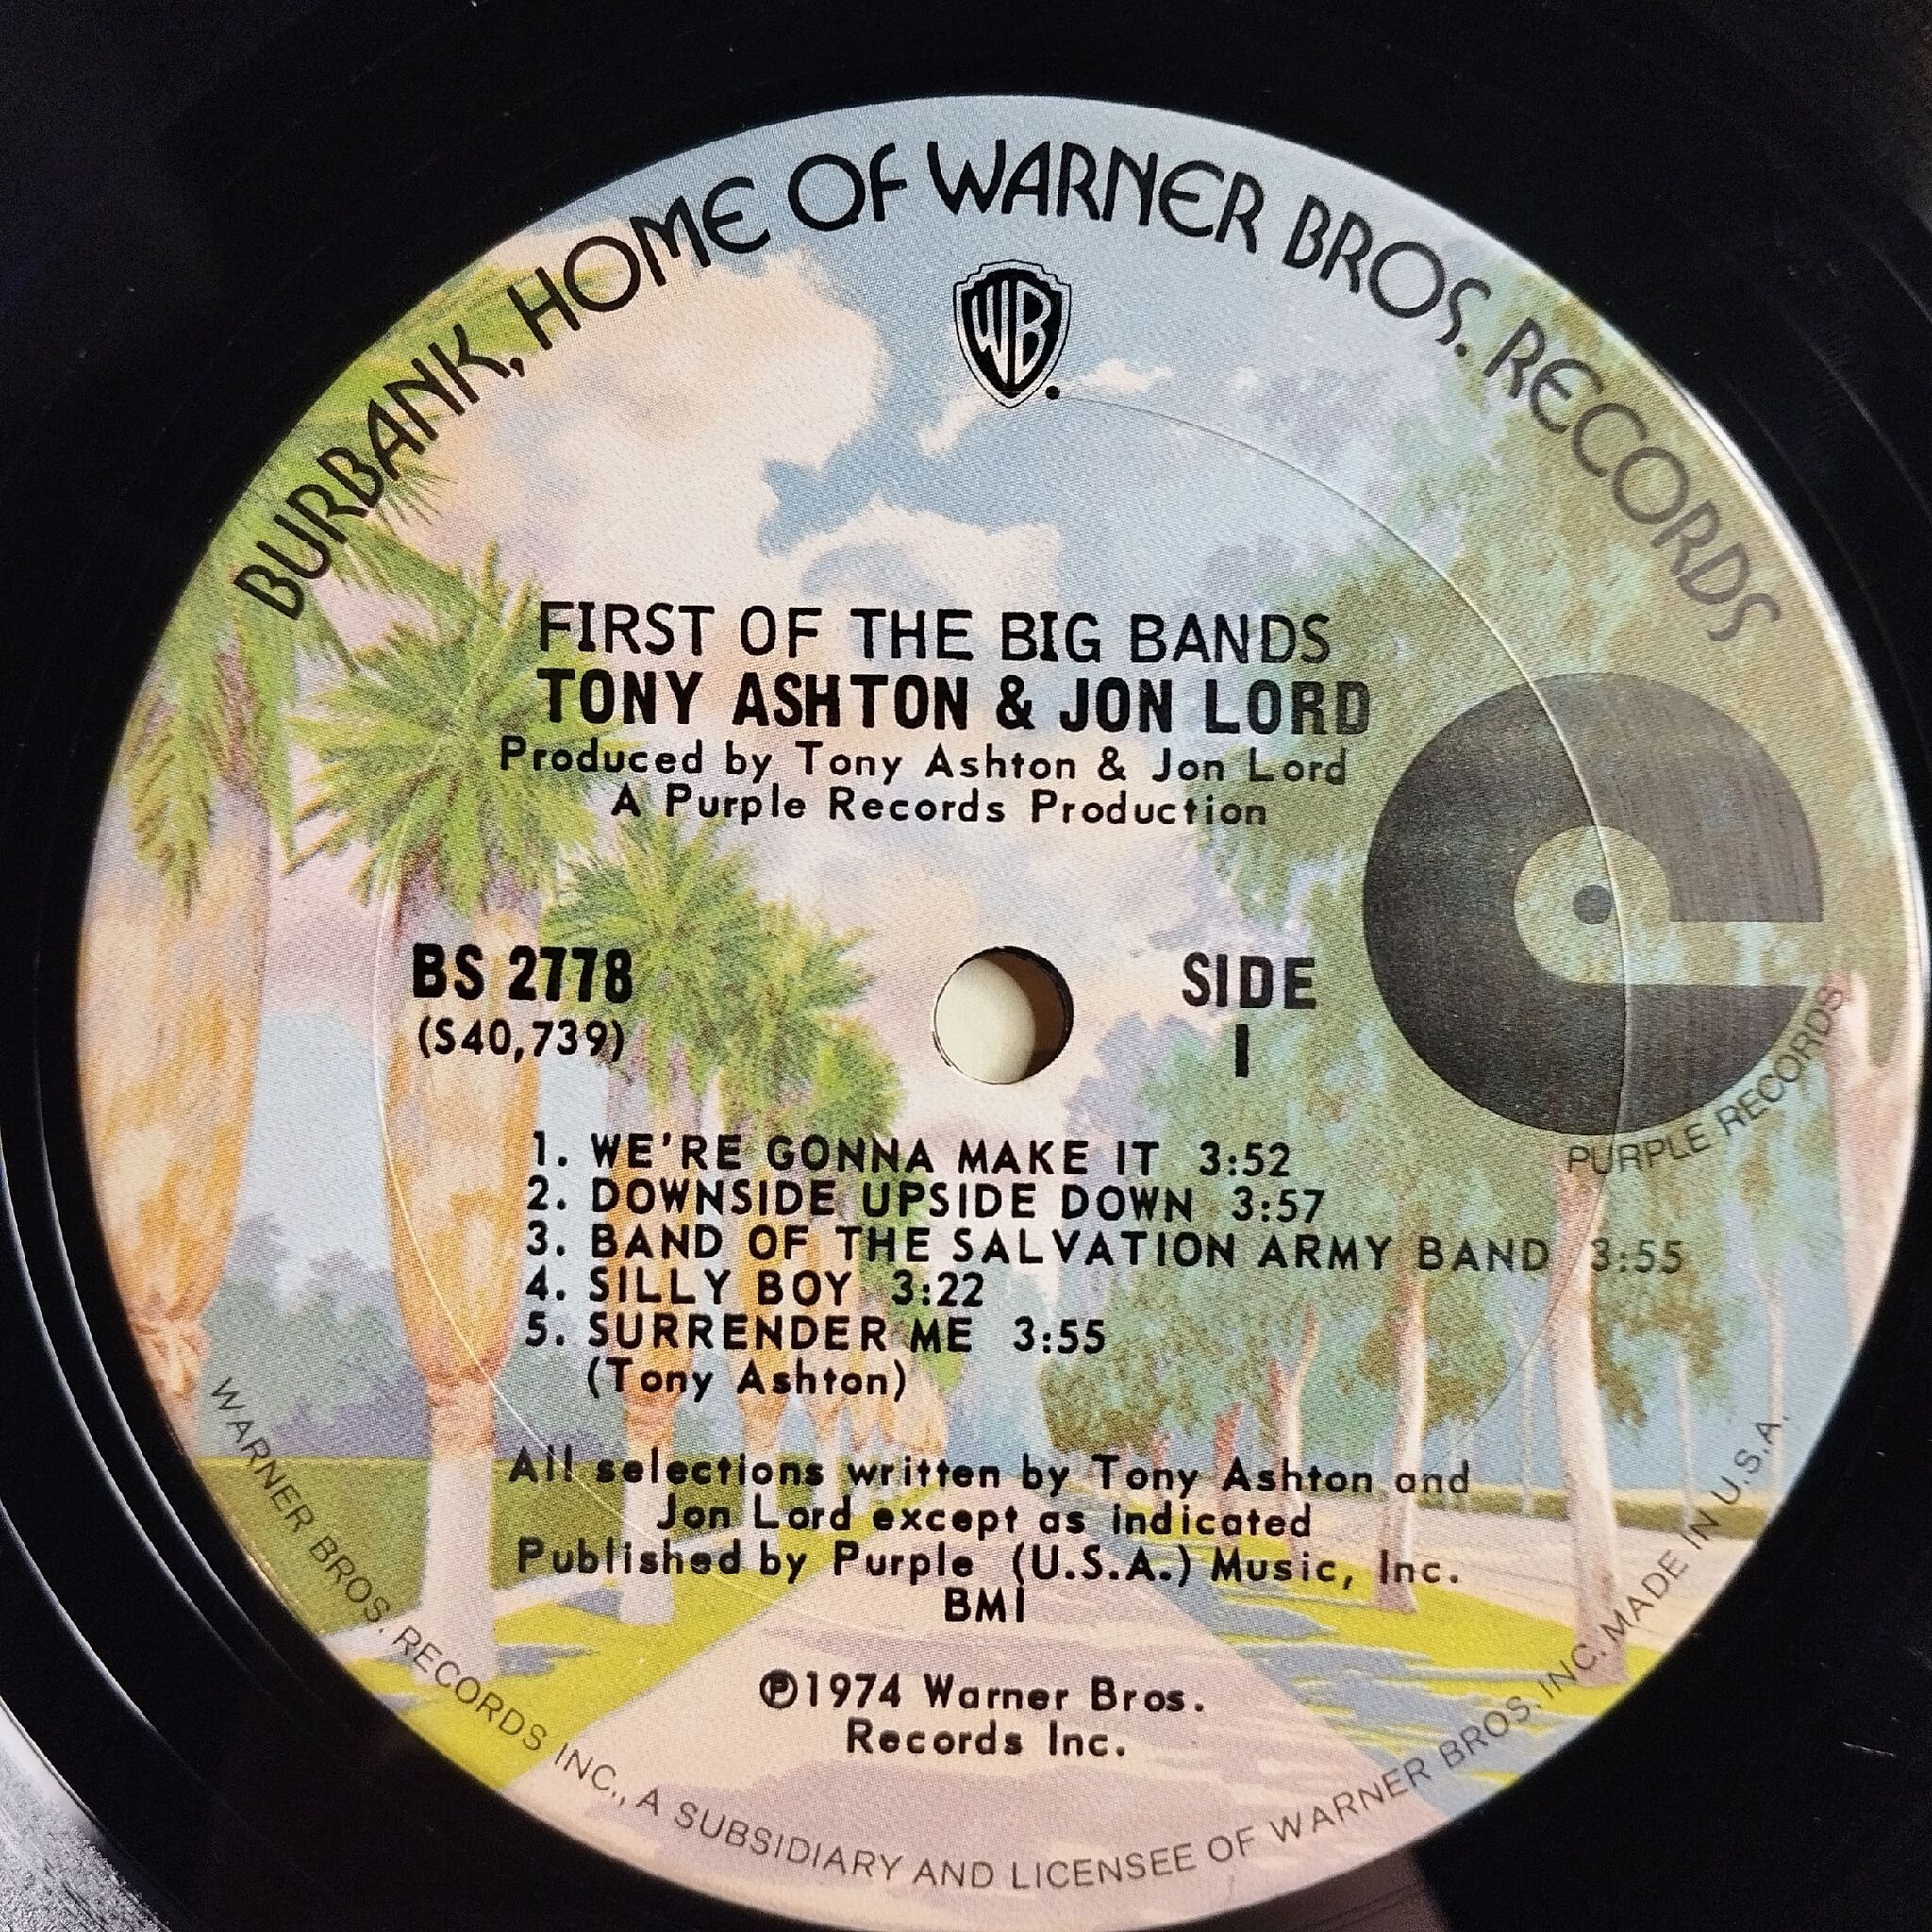 BURBANK, HOME OF WARNER BROS. RECORDS
WB
FIRST OF THE BIG BANDS
TONY ASHTON & JON LORD
Produced by Tony Ashton & Jon Lord
A Purple Records Production
BS 2778
(S40,739)
SIDE
1
PURPLE RECORDS
1. WE'RE GONNA MAKE IT 3:52
2. DOWNSIDE UPSIDE DOWN 3:57
3. BAND OF THE SALVATION ARMY BAND 3:55
4. SILLY BOY 3:22
5. SURRENDER ME 3:55
(Tony Ashton)
All selections written by Tony Ashton and
Jon Lord except as indicated
Published by Purple (U.S.A.) Music, Inc.
BMI
℗1974 Warner Bros.
Records Inc.
WARNER BROS. RECORDS INC., A SUBSIDIARY AND LICENSEE OF WARNER BROS. INC. MADE IN U.S.A.